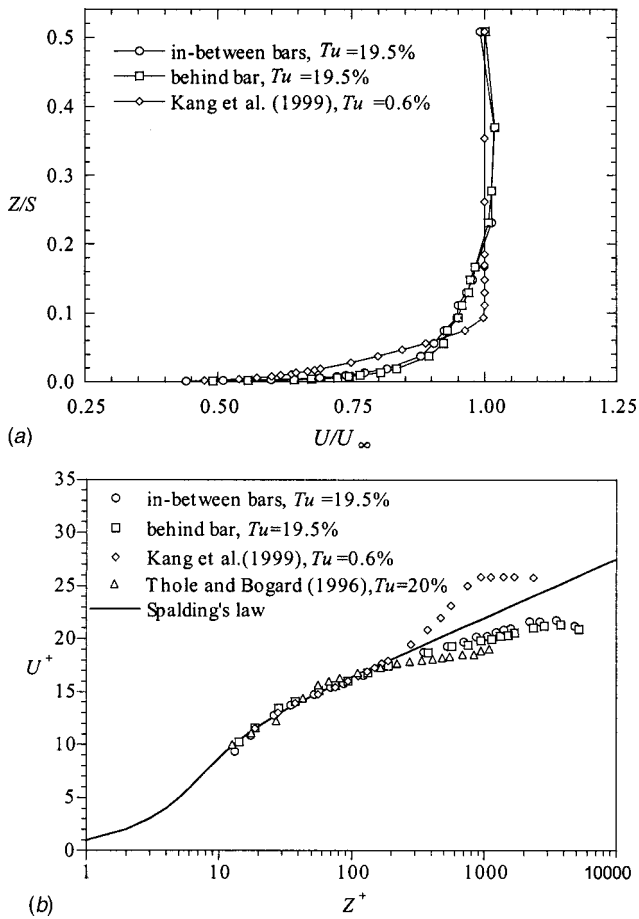 0.5
in-between bars, Tu =19.5%
behind bar, Tu =19.5%
0.4
Kang et al. (1999), Tu =0.6%
0.3
Z/S
0.2
0.1
0.0
0.25 0.50 0.75 1.00 1.25
(a)
U/U∞
35
in-between bars, Tu =19.5%
30
behind bar, Tu=19.5%
Kang et al.(1999), Tu=0.6%
25
Thole and Bogard (1996),Tu=20%
Spalding's law
20
U+
15
10
5
0
1 10 100 1000 10000
(b)
Z+